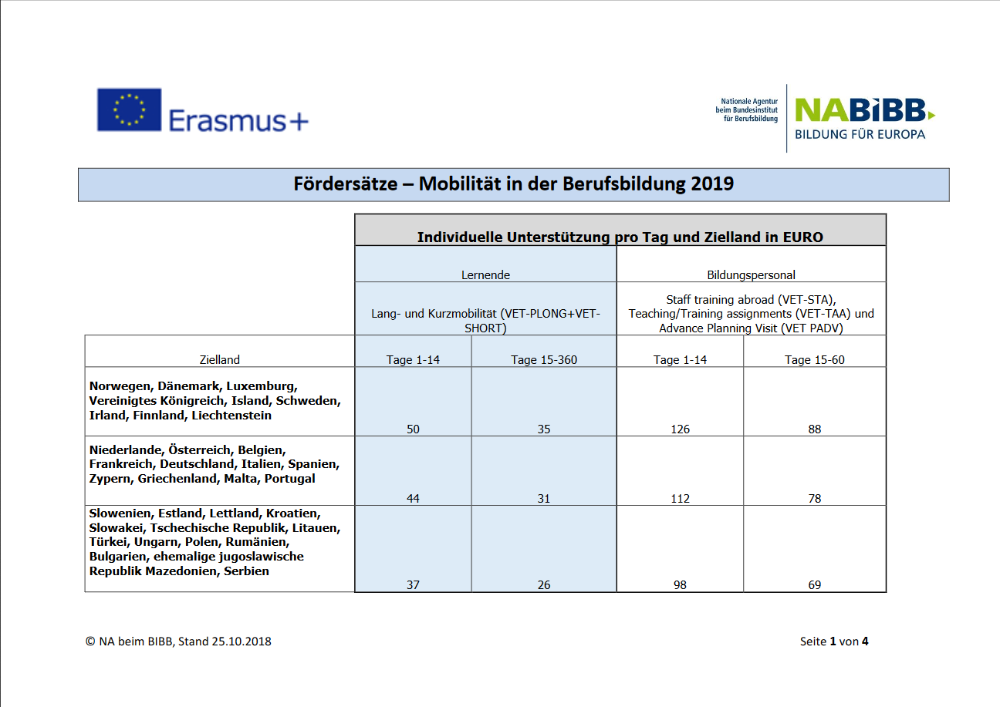 Erasmus+
Nationale Agentur
beim Bundesinstitut
für Berufsbildung
NABiBB
BILDUNG FÜR EUROPA
Fördersätze – Mobilität in der Berufsbildung 2019
Individuelle Unterstützung pro Tag und Zielland in EURO
Lernende
Bildungspersonal
Lang- und Kurzmobilität (VET-PLONG+VET-
SHORT)
Staff training abroad (VET-STA),
Teaching/Training assignments (VET-TAA) und
Advance Planning Visit (VET PADV)
Zielland
Tage 1-14
Tage 15-360
Tage 1-14
Tage 15-60
Norwegen, Dänemark, Luxemburg,
Vereinigtes Königreich, Island, Schweden,
Irland, Finnland, Liechtenstein
50
35
126
88
Niederlande, Österreich, Belgien,
Frankreich, Deutschland, Italien, Spanien,
Zypern, Griechenland, Malta, Portugal
44
31
112
78
Slowenien, Estland, Lettland, Kroatien,
Slowakei, Tschechische Republik, Litauen,
Türkei, Ungarn, Polen, Rumänien,
Bulgarien, ehemalige jugoslawische
Republik Mazedonien, Serbien
37
26
98
69
© NA beim BIBB, Stand 25.10.2018
Seite 1 von 4